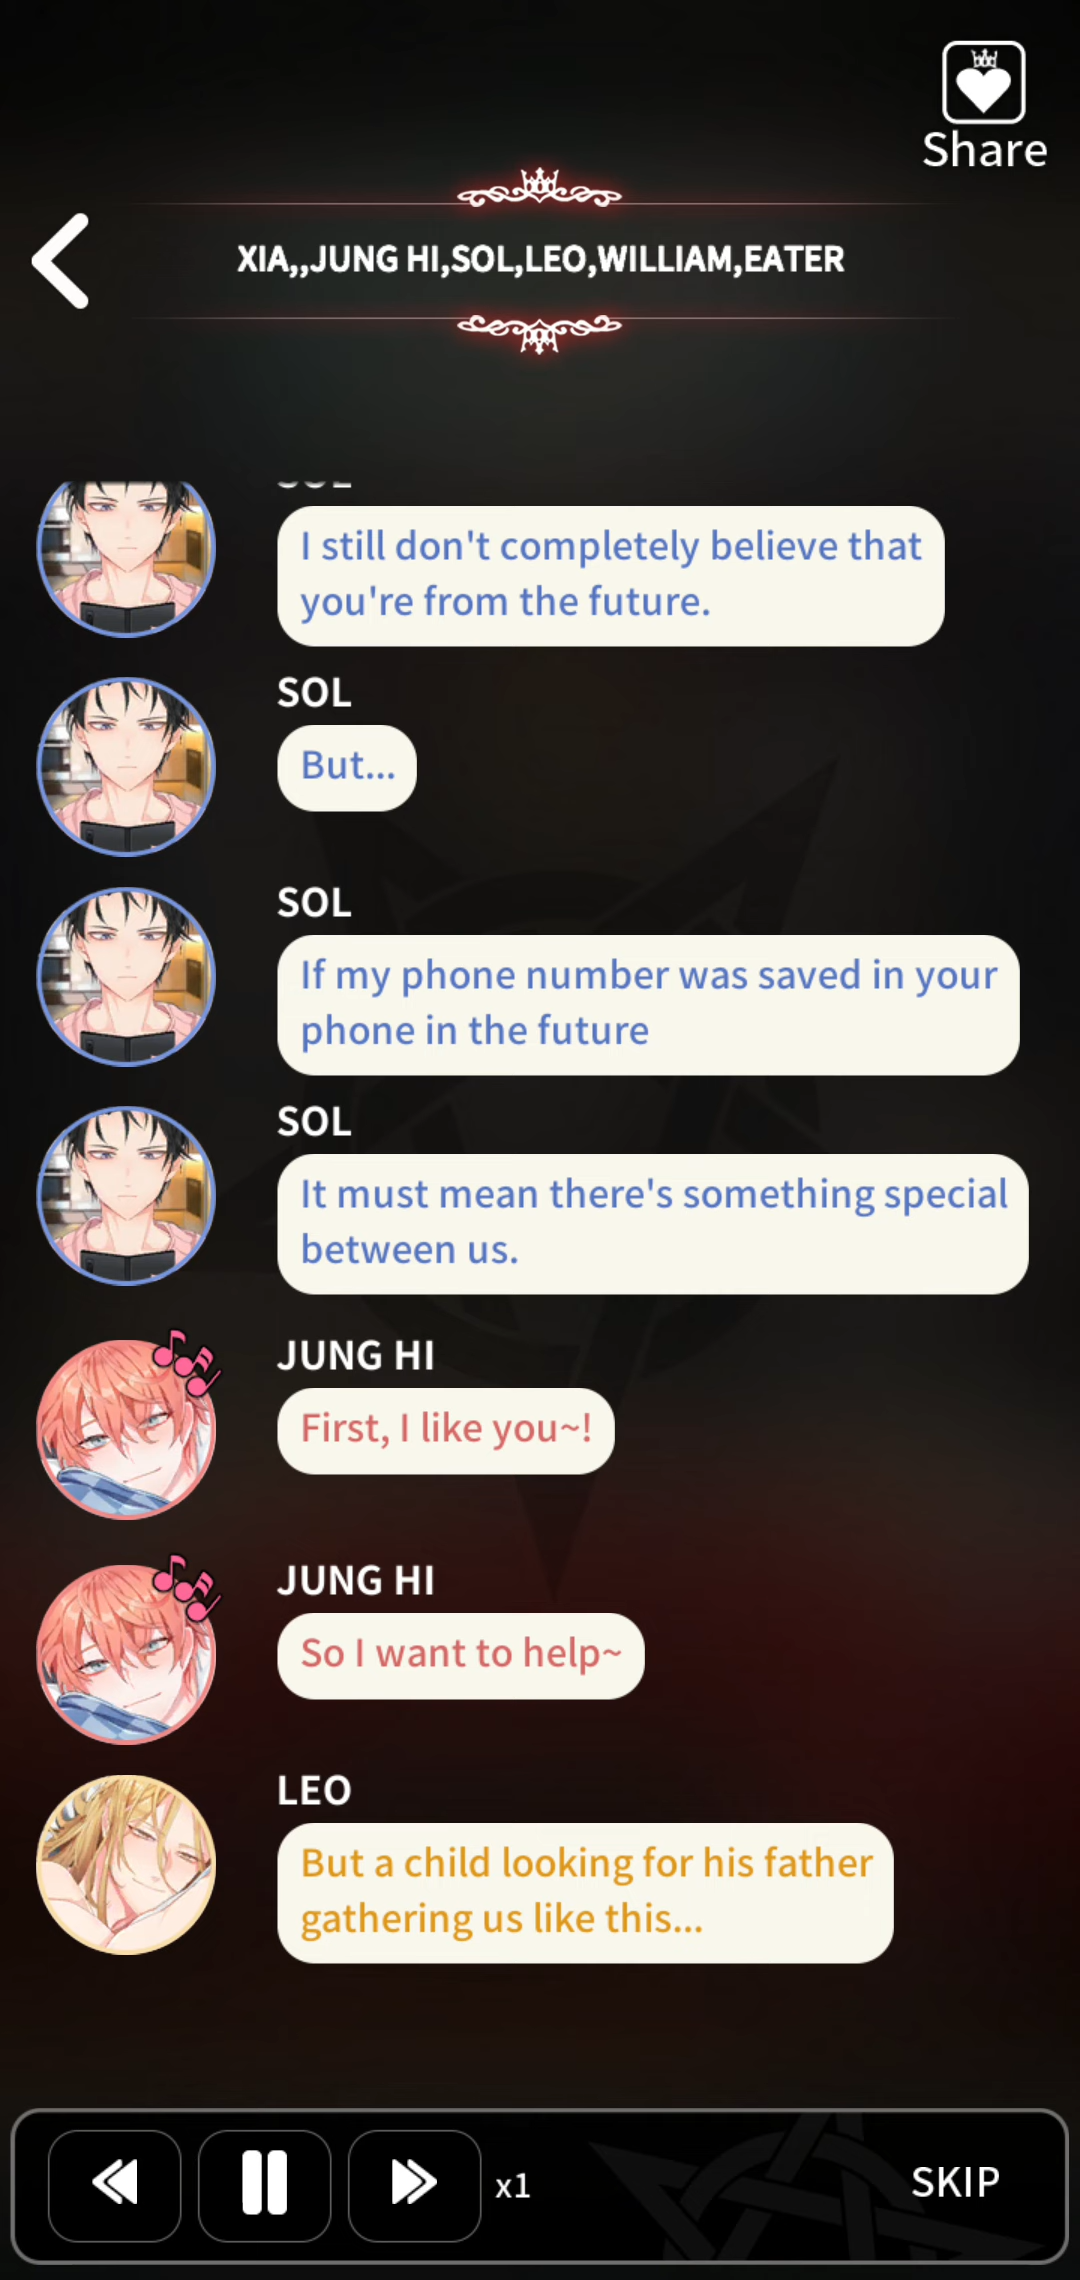 Share
XIA,,JUNG HI,SOL,LEO,WILLIAM,EATER
I still don't completely believe that
you're from the future.
SOL
But...
SOL
If my phone number was saved in your
phone in the future
SOL
It must mean there's something special
between us.
JUNG HI
First, I like you~!
JUNG HI
So I want to help~
LEO
But a child looking for his father
gathering us like this...
x1
SKIP